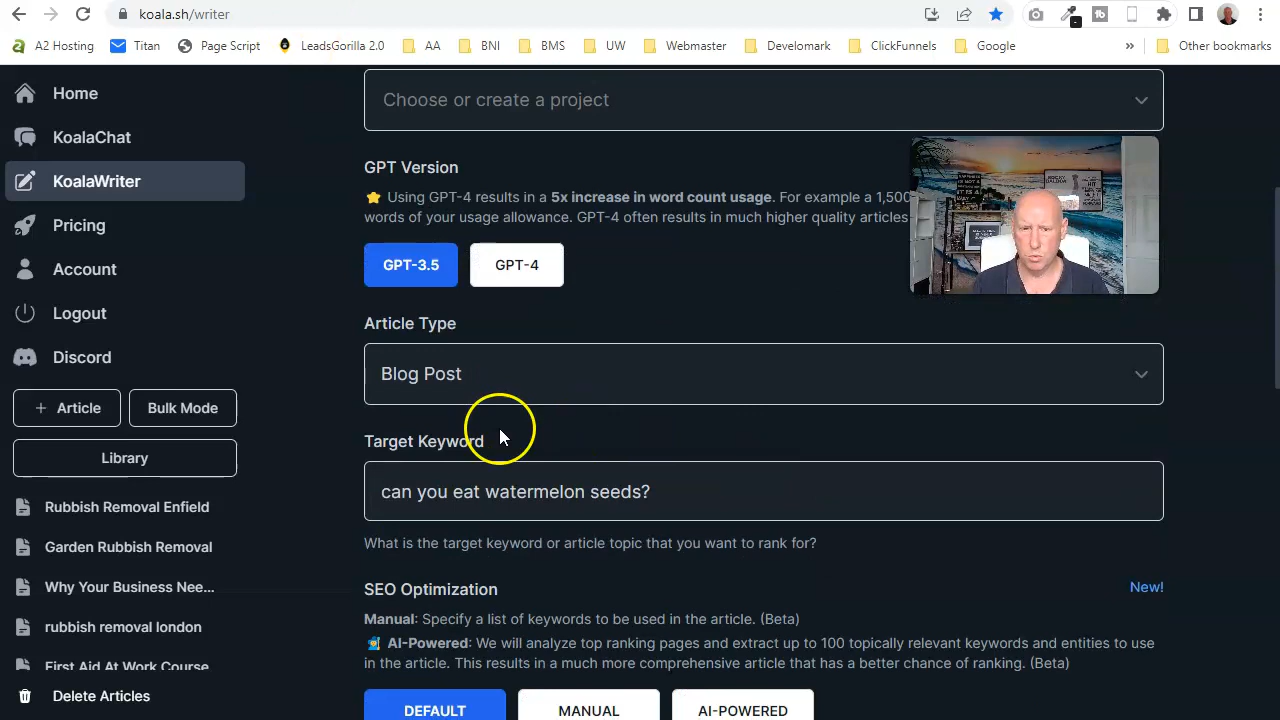 koala.sh/writer
A2 Hosting
Titan
Page Script
LeadsGorilla 2.0
AA
BNI
BMS
UW
Webmaster
Develomark
ClickFunnels
Google
»
Other bookmarks
Home
KoalaChat
KoalaWriter
Pricing
Account
Logout
Discord
+ Article
Bulk Mode
Library
Rubbish Removal Enfield
Garden Rubbish Removal
Why Your Business Nee...
rubbish removal london
First Aid At Work Course
Delete Articles
Choose or create a project
GPT Version
Using GPT-4 results in a 5x increase in word count usage. For example a 1,500
words of your usage allowance. GPT-4 often results in much higher quality articles
GPT-3.5
GPT-4
Article Type
Blog Post
Target Keyword
can you eat watermelon seeds?
What is the target keyword or article topic that you want to rank for?
SEO Optimization
New!
Manual: Specify a list of keywords to be used in the article. (Beta)
AI-Powered: We will analyze top ranking pages and extract up to 100 topically relevant keywords and entities to use
in the article. This results in a much more comprehensive article that has a better chance of ranking. (Beta)
DEFAULT
MANUAL
AI-POWERED